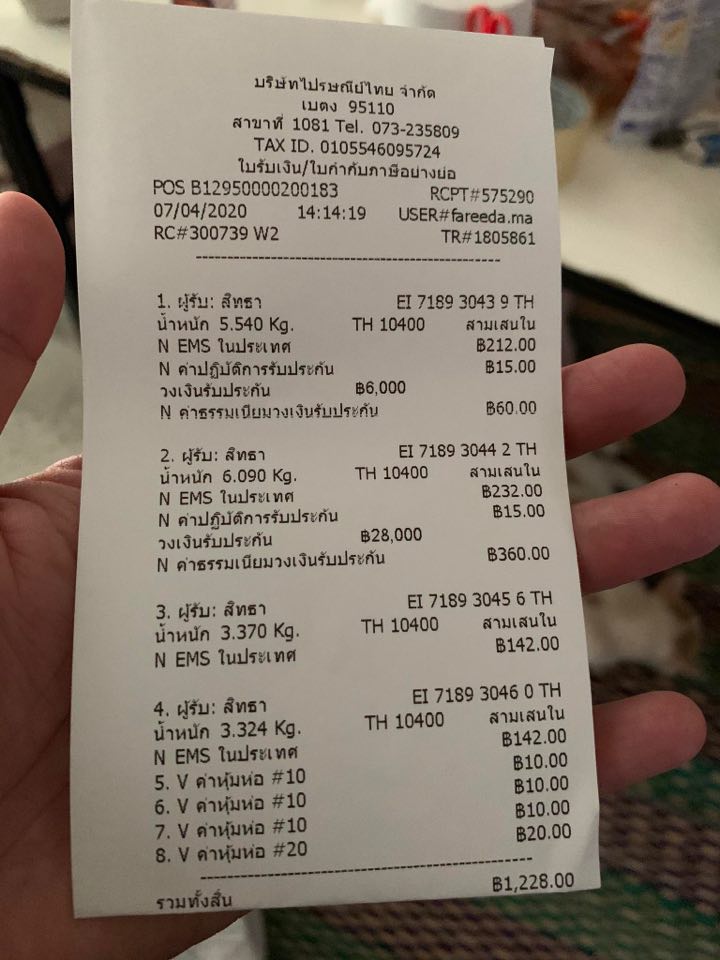 บริษัทไปรษณีย์ไทย จำกัด
เบตง 95110
สาขาที่ 1081 Tel. 073-235809
TAX ID. 0105546095724
ใบรับเงิน/ใบกำกับภาษีอย่างย่อ
POS B12950000200183 RCPT#575290
07/04/2020 14:14:19 USER#fareeda.ma
RC#300739 W2 TR#1805861
--------------------------------------------------
1. ผู้รับ: สิทธา EI 7189 3043 9 TH
น้ำหนัก 5.540 Kg. TH 10400 สามเสนใน
N EMS ในประเทศ ฿212.00
N ค่าปฏิบัติการรับประกัน ฿15.00
วงเงินรับประกัน ฿6,000
N ค่าธรรมเนียมวงเงินรับประกัน ฿60.00
2. ผู้รับ: สิทธา EI 7189 3044 2 TH
น้ำหนัก 6.090 Kg. TH 10400 สามเสนใน
N EMS ในประเทศ ฿232.00
N ค่าปฏิบัติการรับประกัน ฿15.00
วงเงินรับประกัน ฿28,000
N ค่าธรรมเนียมวงเงินรับประกัน ฿360.00
3. ผู้รับ: สิทธา EI 7189 3045 6 TH
น้ำหนัก 3.370 Kg. TH 10400 สามเสนใน
N EMS ในประเทศ ฿142.00
4. ผู้รับ: สิทธา EI 7189 3046 0 TH
น้ำหนัก 3.324 Kg. TH 10400 สามเสนใน
N EMS ในประเทศ ฿142.00
5. V ค่าหุ้มห่อ #10 ฿10.00
6. V ค่าหุ้มห่อ #10 ฿10.00
7. V ค่าหุ้มห่อ #10 ฿10.00
8. V ค่าหุ้มห่อ #20 ฿20.00
--------------------------------------------------
รวมทั้งสิ้น ฿1,228.00